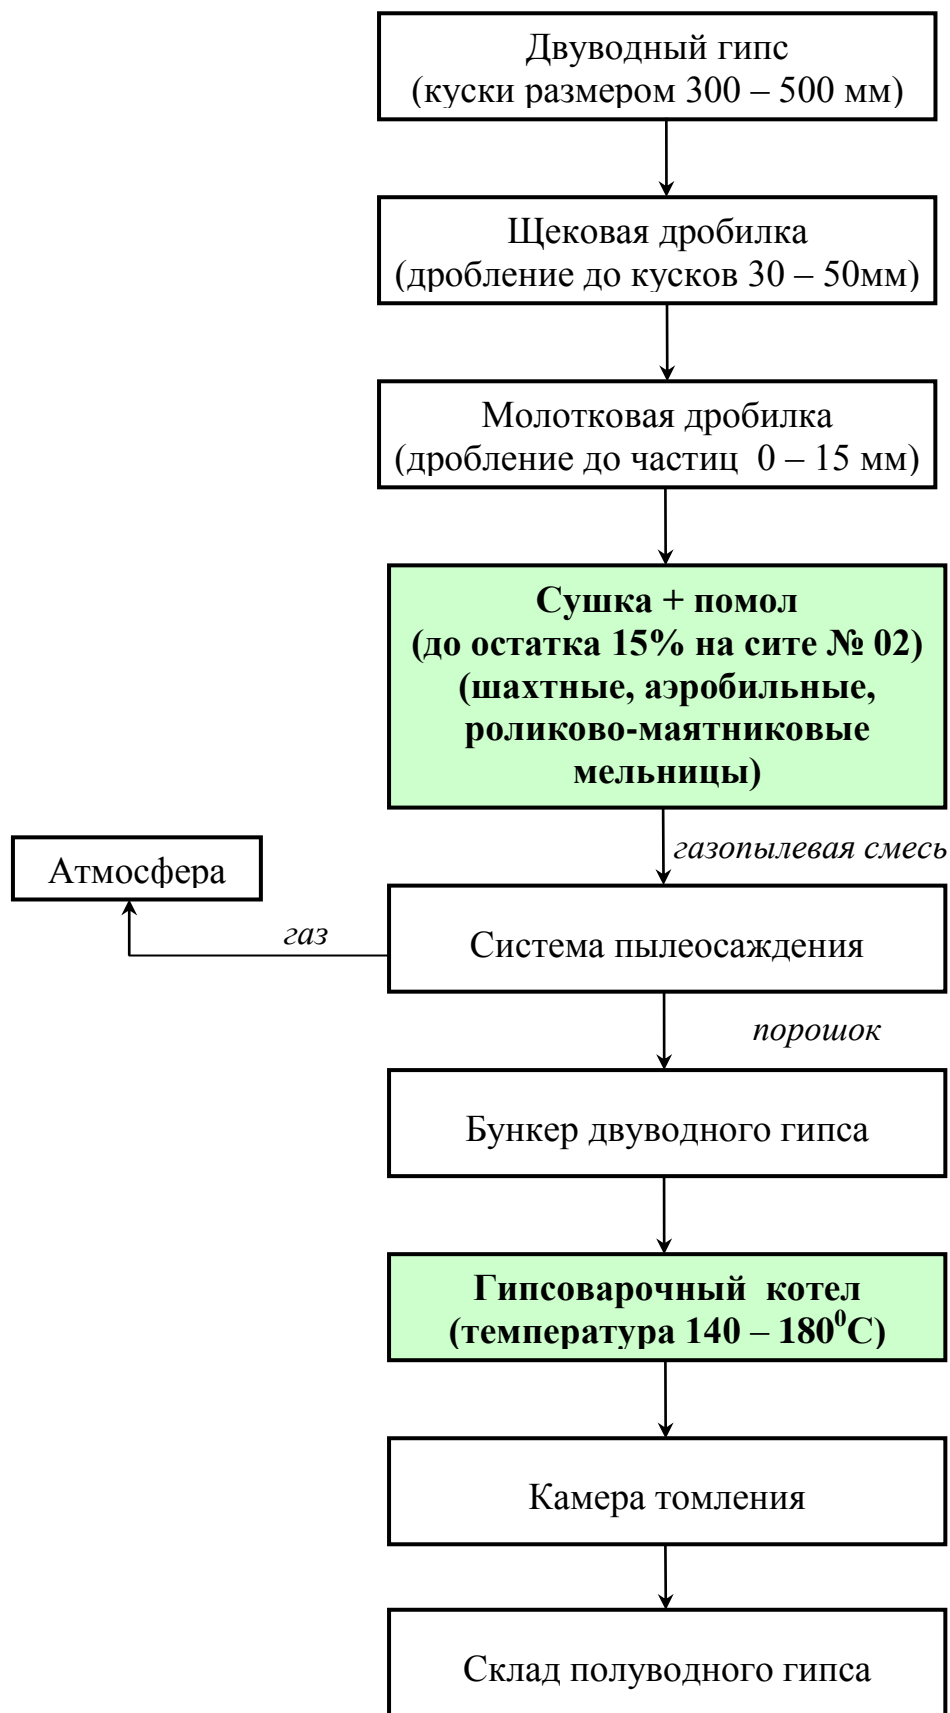 Двуводный гипс
(куски размером 300 – 500 мм)
Щековая дробилка
(дробление до кусков 30 – 50мм)
Молотковая дробилка
(дробление до частиц 0 – 15 мм)
Сушка + помол
(до остатка 15% на сите № 02)
(шахтные, аэробильные,
роликово-маятниковые
мельницы)
газопылевая смесь
Атмосфера
газ
Система пылеосаждения
порошок
Бункер двуводного гипса
Гипсоварочный котел
(температура 140 – 180⁰С)
Камера томления
Склад полуводного гипса